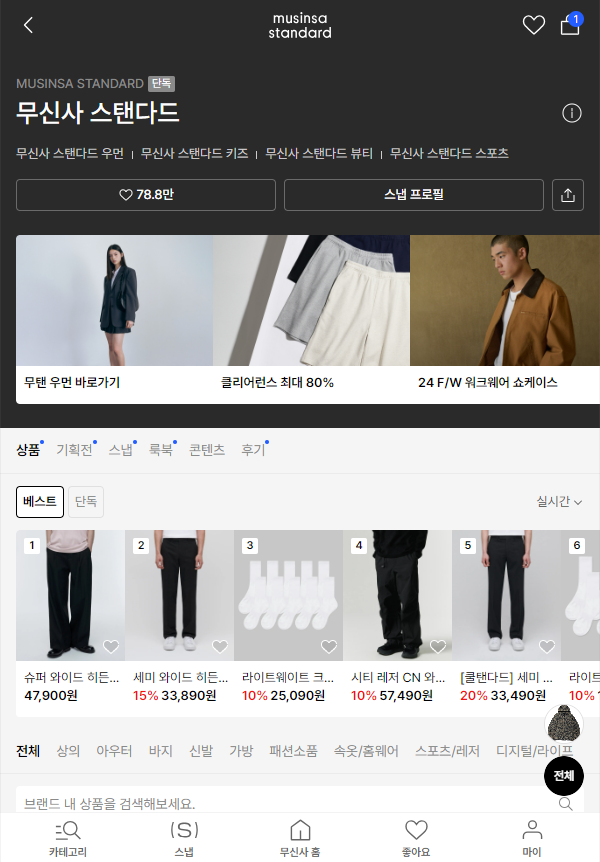 musinsa
standard
1
MUSINSA STANDARD 단독
무신사 스탠다드
무신사 스탠다드 우먼 | 무신사 스탠다드 키즈 | 무신사 스탠다드 뷰티 | 무신사 스탠다드 스포츠
78.8만 스냅 프로필
무탠 우먼 바로가기 클리어런스 최대 80% 24 F/W 워크웨어 쇼케이스
상품 기획전 스냅 룩북 콘텐츠 후기
베스트 단독 실시간
1 2 3 4 5 6
슈퍼 와이드 히든... 세미 와이드 히든... 라이트웨이트 크... 시티 레저 CN 와... [쿨탠다드] 세미 ... 라이트
47,900원 15% 33,890원 10% 25,090원 10% 57,490원 20% 33,490원 10%
전체 상의 아우터 바지 신발 가방 패션소품 속옷/홈웨어 스포츠/레저 디지털/라이프
전체
브랜드 내 상품을 검색해보세요.
(S)
카테고리 스냅 무신사 홈 좋아요 마이